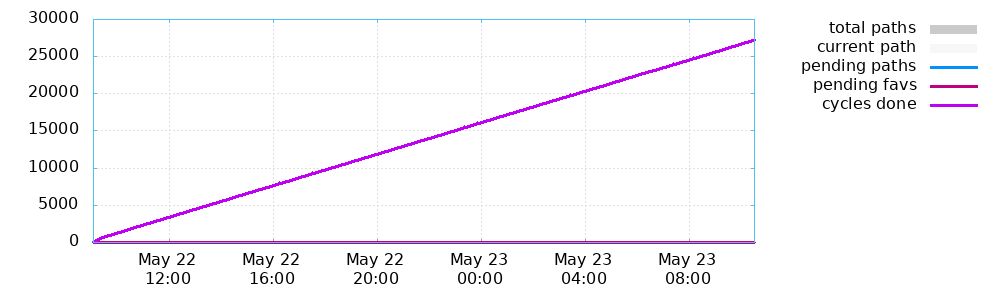 30000
25000
20000
15000
10000
5000
0
May 22
12:00
May 22
16:00
May 22
20:00
May 23
00:00
May 23
04:00
May 23
08:00
total paths
current path
pending paths
pending favs
cycles done